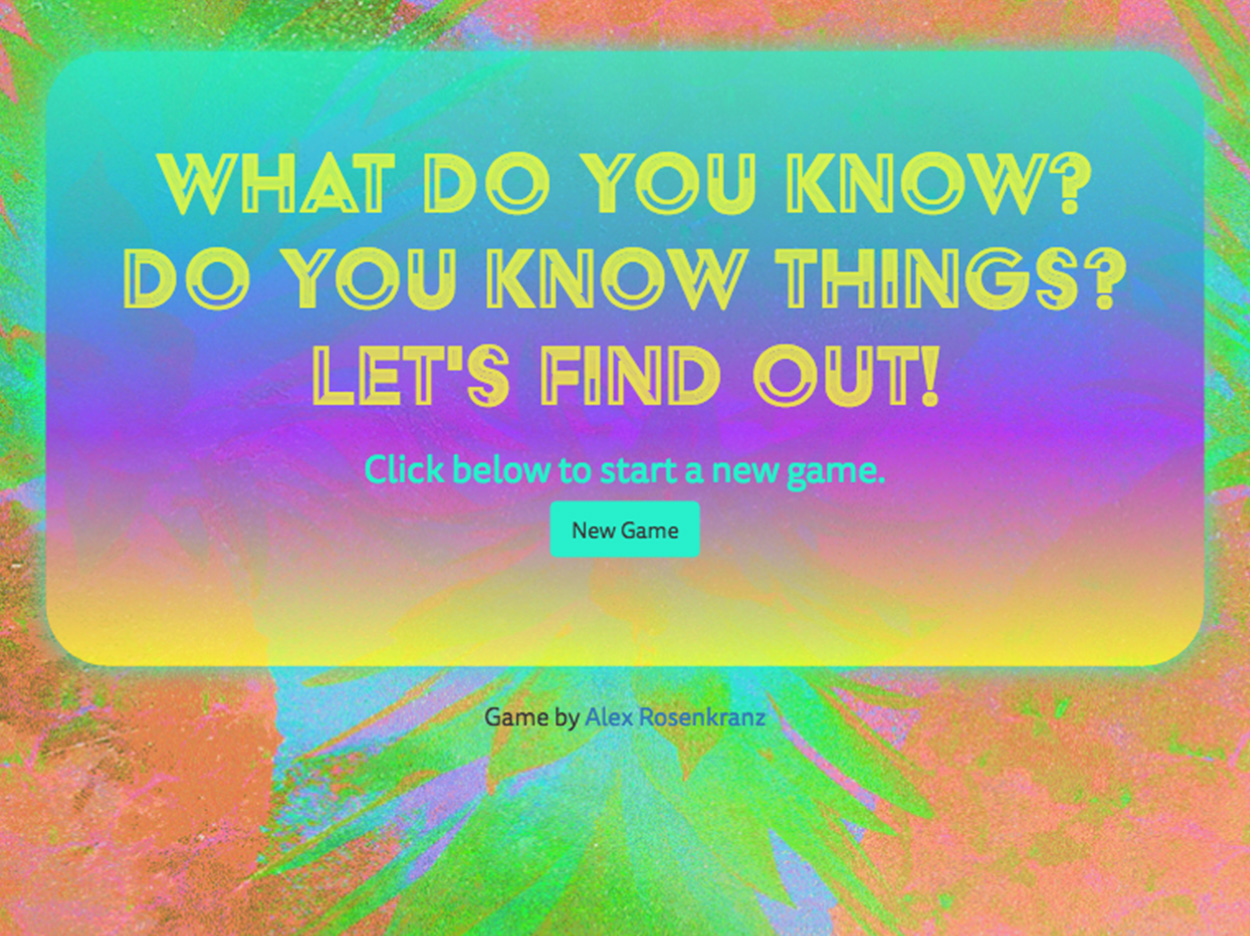 WHAT DO YOU KNOW?
DO YOU KNOW THINGS?
LET'S FIND OUT!
Click below to start a new game.
New Game
Game by Alex Rosenkranz